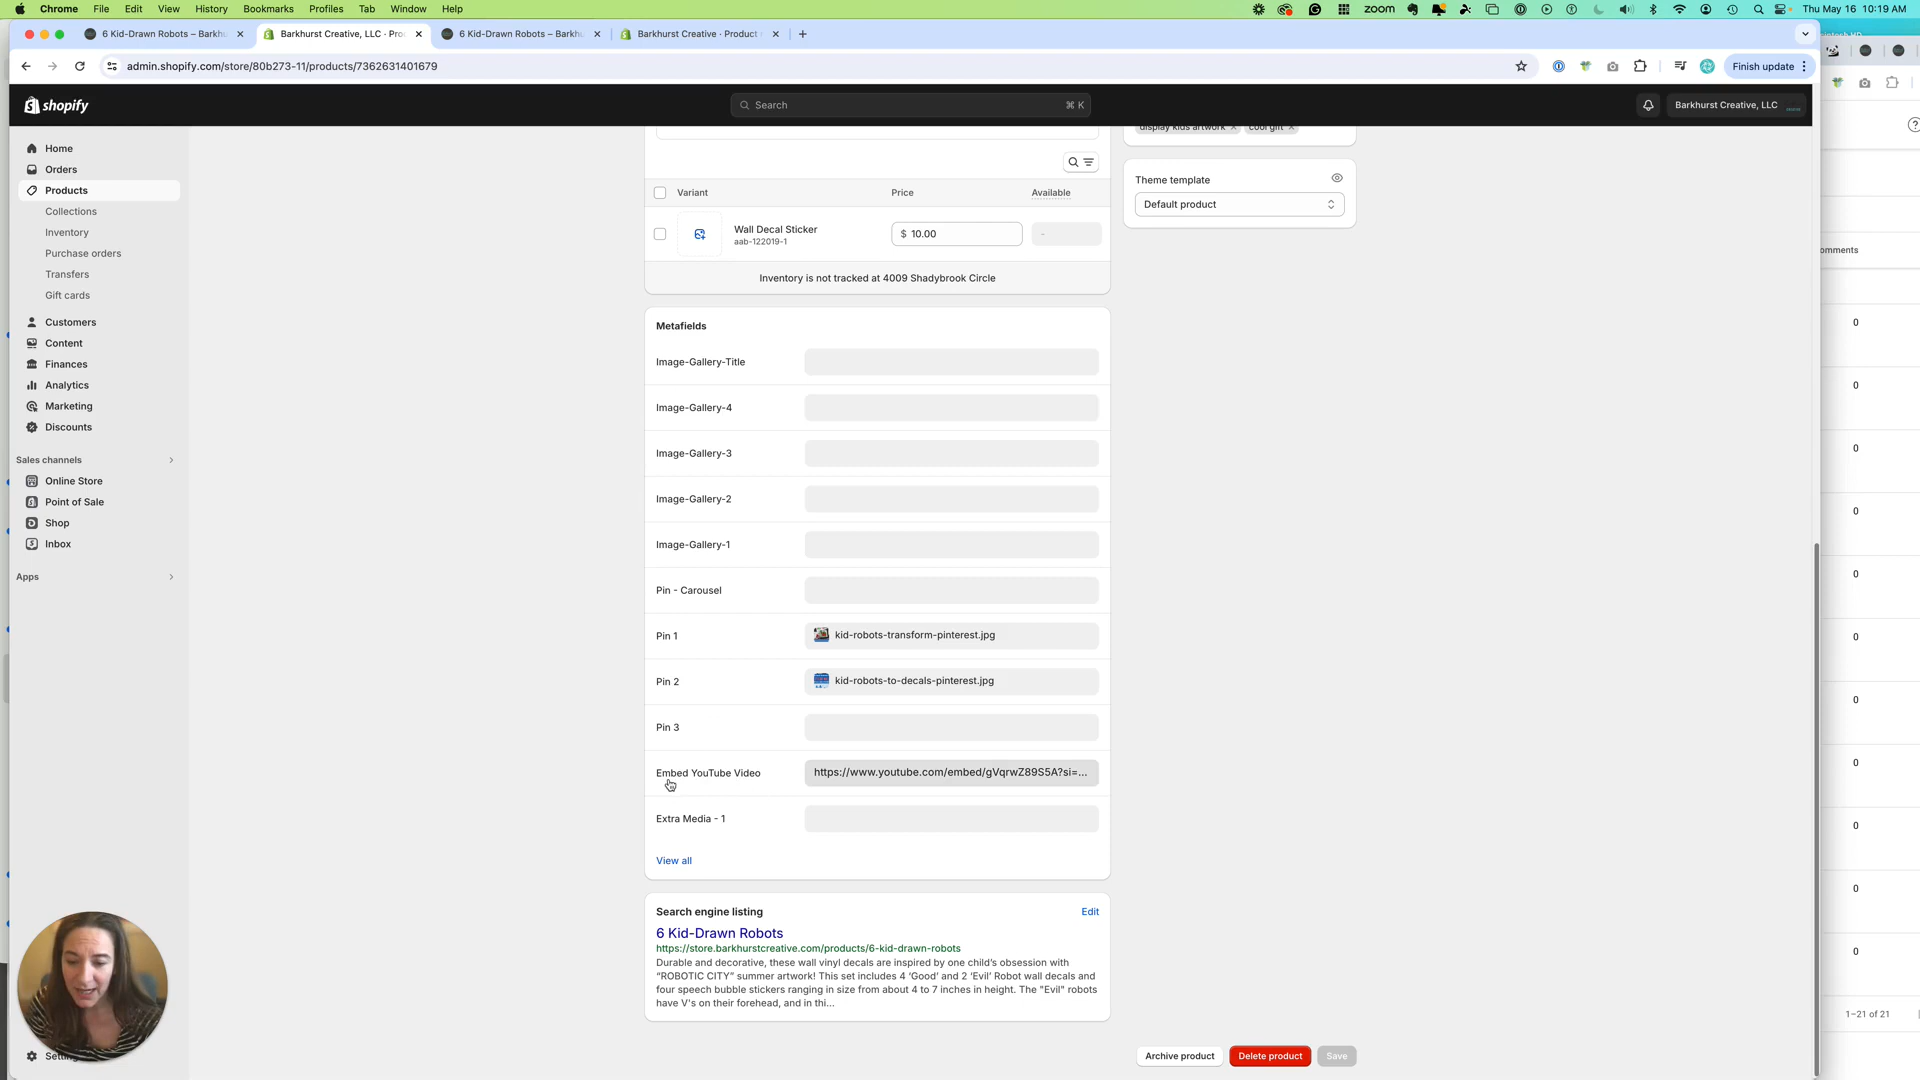 Chrome File Edit View History Bookmarks Profiles Tab Window Help
zoom
Thu May 16 10:19 AM
6 Kid-Drawn Robots – Barkhu
Barkhurst Creative, LLC · Pro
6 Kid-Drawn Robots – Barkhu
Barkhurst Creative · Product
admin.shopify.com/store/80b273-11/products/7362631401679
Finish update
shopify
Search
⌘ K
Barkhurst Creative, LLC
Home
Orders
Products
Collections
Inventory
Purchase orders
Transfers
Gift cards
Customers
Content
Finances
Analytics
Marketing
Discounts
Sales channels
Online Store
Point of Sale
Shop
Inbox
Apps
display kids artwork
cool gift
Theme template
Default product
Variant Price Available
Wall Decal Sticker
aab-122019-1
$ 10.00
-
Inventory is not tracked at 4009 Shadybrook Circle
Metafields
Image-Gallery-Title
Image-Gallery-4
Image-Gallery-3
Image-Gallery-2
Image-Gallery-1
Pin - Carousel
Pin 1 kid-robots-transform-pinterest.jpg
Pin 2 kid-robots-to-decals-pinterest.jpg
Pin 3
Embed YouTube Video https://www.youtube.com/embed/gVqrwZ89S5A?si=...
Extra Media - 1
View all
Search engine listing
Edit
6 Kid-Drawn Robots
https://store.barkhurstcreative.com/products/6-kid-drawn-robots
Durable and decorative, these wall vinyl decals are inspired by one child's obsession with
"ROBOTIC CITY" summer artwork! This set includes 4 'Good' and 2 'Evil' Robot wall decals and
four speech bubble stickers ranging in size from about 4 to 7 inches in height. The "Evil" robots
have V's on their forehead, and in thi...
Archive product
Delete product
Save
omments
0
0
0
0
0
0
0
0
0
0
0
1–21 of 21